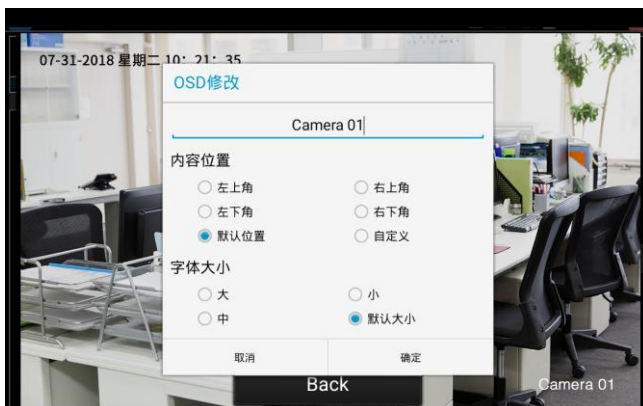 07-31-2018 星期二 10: 21: 35
OSD修改
Camera 01
内容位置
左上角 右上角
左下角 右下角
默认位置 自定义
字体大小
大 小
中 默认大小
取消 确定
Back
Camera 01